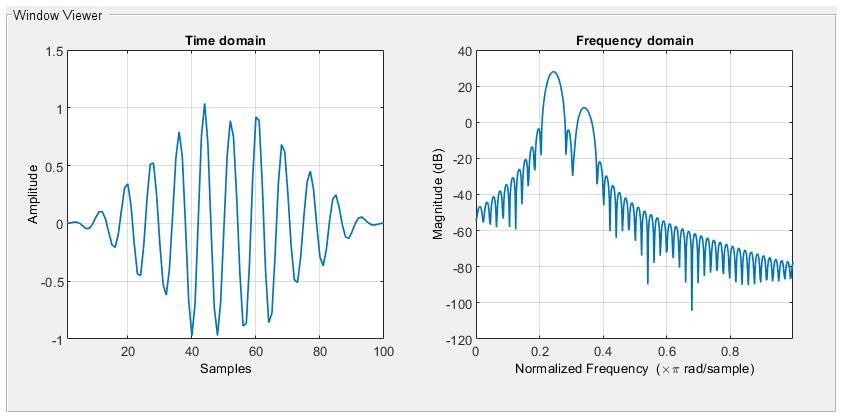 Window Viewer
Time domain
1.5
1
0.5
0
-0.5
-1
Amplitude
20 40 60 80 100
Samples
Frequency domain
40
20
0
-20
-40
-60
-80
-100
-120
Magnitude (dB)
0 0.2 0.4 0.6 0.8
Normalized Frequency (×π rad/sample)